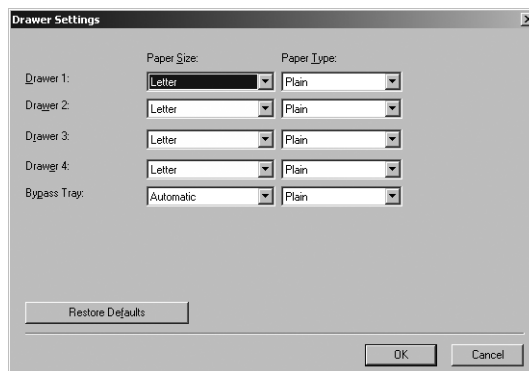 Drawer Settings
Paper Size: Paper Type:
Drawer 1: Letter Plain
Drawer 2: Letter Plain
Drawer 3: Letter Plain
Drawer 4: Letter Plain
Bypass Tray: Automatic Plain
Restore Defaults
OK Cancel